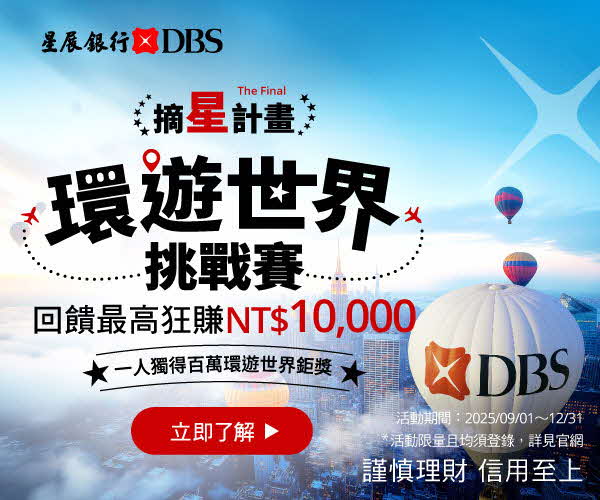 星展銀行 DBS
The Final
摘星計畫
環遊世界
挑戰賽
回饋最高狂賺NT$10,000
一人獨得百萬環遊世界鉅獎
立即了解
DBS
活動期間：2025/09/01～12/31
*活動限量且均須登錄，詳見官網
謹慎理財 信用至上